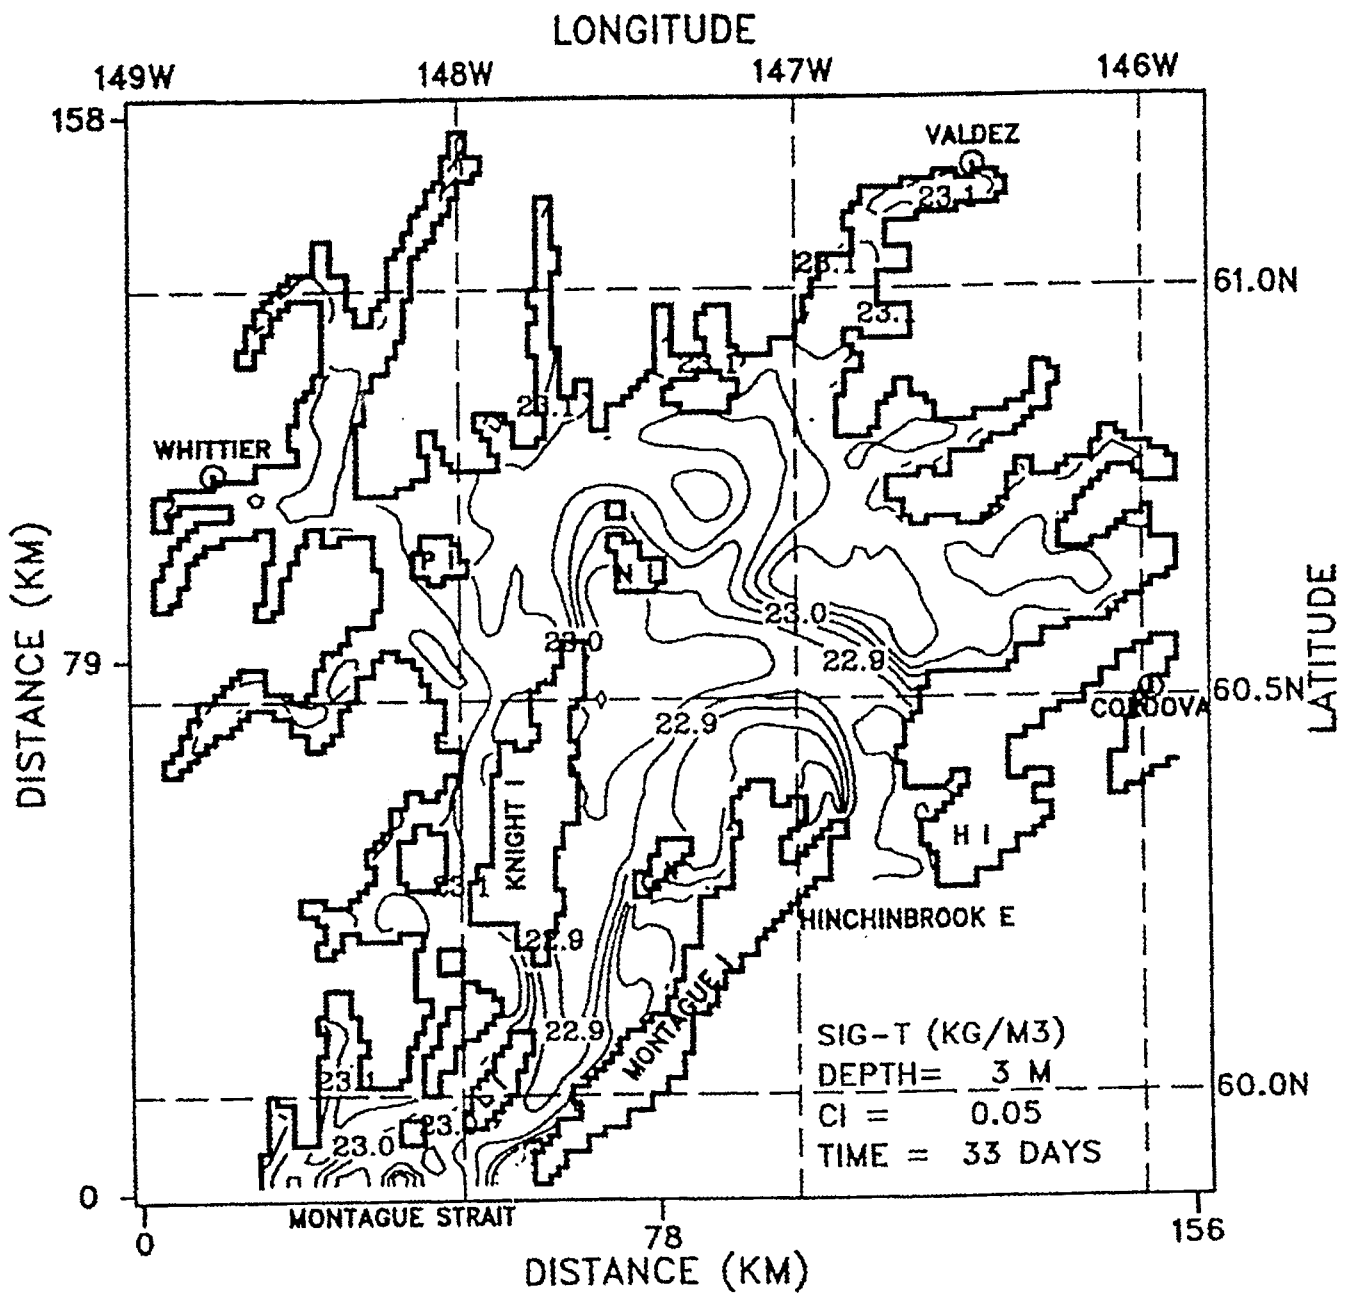 LONGITUDE
149W 148W 147W 146W
158
VALDEZ
23.1
23.1
61.0N
23.1
23.1
WHITTIER
P I
N I
DISTANCE (KM)
LATITUDE
23.0
23.0
79
22.9
60.5N
CORDOVA
22.9
KNIGHT I
H I
23.1
HINCHINBROOK E
22.9
MONTAGUE I
22.9
SIG-T (KG/M3)
DEPTH= 3 M
23.1
60.0N
CI = 0.05
23.0
23.0
TIME = 33 DAYS
0
MONTAGUE STRAIT
0 78 156
DISTANCE (KM)